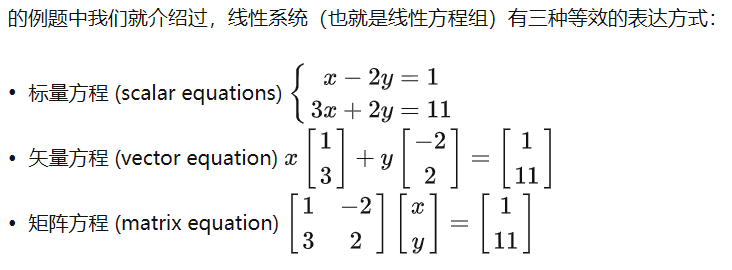 的例题中我们就介绍过，线性系统（也就是线性方程组）有三种等效的表达方式：
• 标量方程 (scalar equations) $\begin{cases} x - 2y = 1 \\ 3x + 2y = 11 \end{cases}$
• 矢量方程 (vector equation) $x \begin{bmatrix} 1 \\ 3 \end{bmatrix} + y \begin{bmatrix} -2 \\ 2 \end{bmatrix} = \begin{bmatrix} 1 \\ 11 \end{bmatrix}$
• 矩阵方程 (matrix equation) $\begin{bmatrix} 1 & -2 \\ 3 & 2 \end{bmatrix} \begin{bmatrix} x \\ y \end{bmatrix} = \begin{bmatrix} 1 \\ 11 \end{bmatrix}$